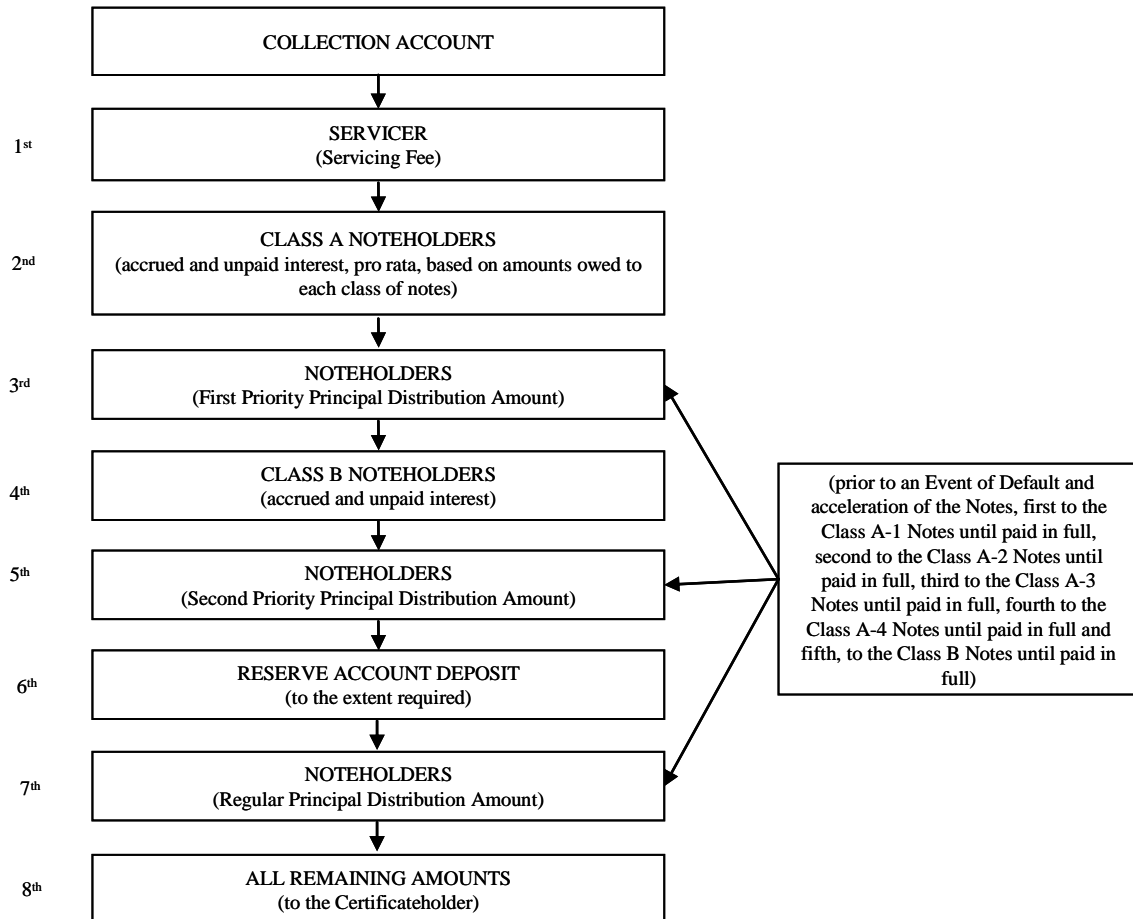 COLLECTION ACCOUNT
1st
SERVICER
(Servicing Fee)
2nd
CLASS A NOTEHOLDERS
(accrued and unpaid interest, pro rata, based on amounts owed to
each class of notes)
3rd
NOTEHOLDERS
(First Priority Principal Distribution Amount)
4th
CLASS B NOTEHOLDERS
(accrued and unpaid interest)
5th
NOTEHOLDERS
(Second Priority Principal Distribution Amount)
6th
RESERVE ACCOUNT DEPOSIT
(to the extent required)
7th
NOTEHOLDERS
(Regular Principal Distribution Amount)
8th
ALL REMAINING AMOUNTS
(to the Certificateholder)
(prior to an Event of Default and
acceleration of the Notes, first to the
Class A-1 Notes until paid in full,
second to the Class A-2 Notes until
paid in full, third to the Class A-3
Notes until paid in full, fourth to the
Class A-4 Notes until paid in full and
fifth, to the Class B Notes until paid in
full)